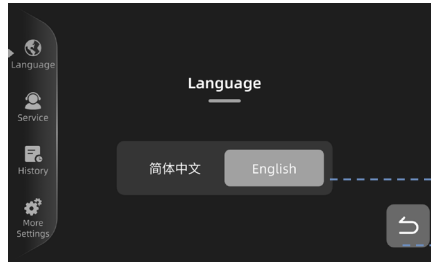 Language
Service
History
More
Settings
Language
简体中文
English